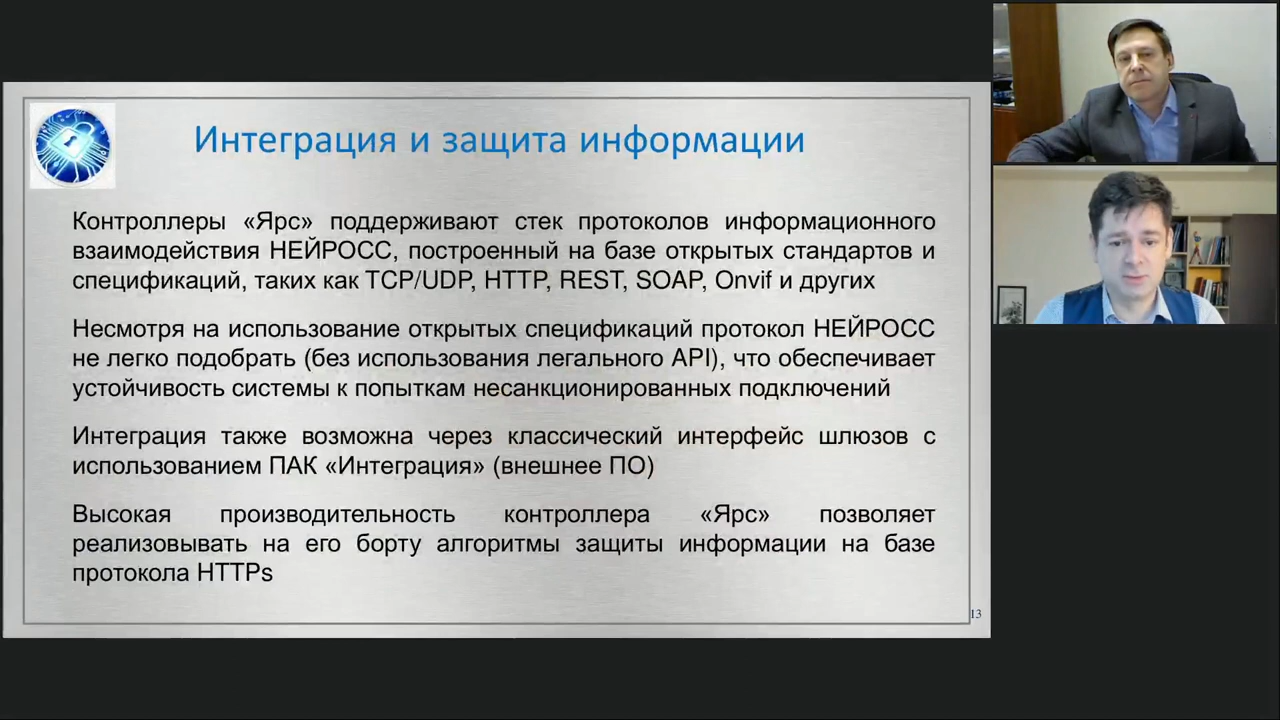 Интеграция и защита информации
Контроллеры «Ярс» поддерживают стек протоколов информационного
взаимодействия НЕЙРОСС, построенный на базе открытых стандартов и
спецификаций, таких как TCP/UDP, HTTP, REST, SOAP, Onvif и других
Несмотря на использование открытых спецификаций протокол НЕЙРОСС
не легко подобрать (без использования легального API), что обеспечивает
устойчивость системы к попыткам несанкционированных подключений
Интеграция также возможна через классический интерфейс шлюзов с
использованием ПАК «Интеграция» (внешнее ПО)
Высокая производительность контроллера «Ярс» позволяет
реализовывать на его борту алгоритмы защиты информации на базе
протокола HTTPs
13